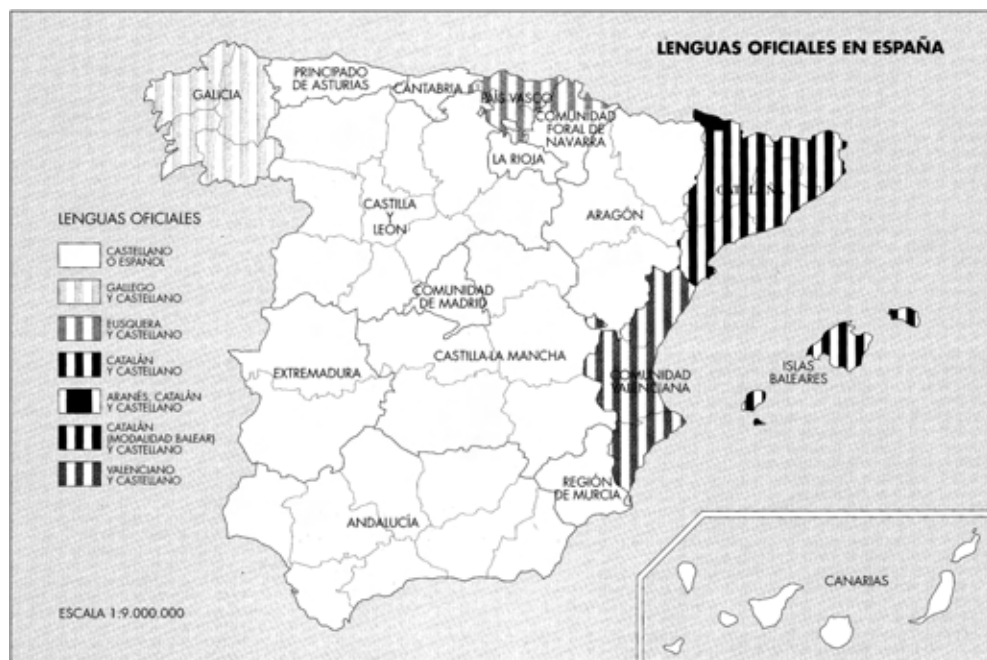 LENGUAS OFICIALES EN ESPAÑA
PRINCIPADO
DE ASTURIAS
CANTABRIA
PAÍS VASCO
GALICIA
COMUNIDAD
FORAL DE
NAVARRA
LA RIOJA
CATALUÑA
CASTILLA
Y
LEÓN
ARAGÓN
COMUNIDAD
DE MADRID
CASTILLA-LA MANCHA
EXTREMADURA
COMUNIDAD
VALENCIANA
ISLAS
BALEARES
REGIÓN
DE MURCIA
ANDALUCÍA
CANARIAS
LENGUAS OFICIALES
CASTELLANO
O ESPAÑOL
GALLEGO
Y CASTELLANO
EUSQUERA
Y CASTELLANO
CATALÁN
Y CASTELLANO
ARANÉS, CATALÁN
Y CASTELLANO
CATALÁN
(MODALIDAD BALEAR)
Y CASTELLANO
VALENCIANO
Y CASTELLANO
ESCALA 1:9.000.000